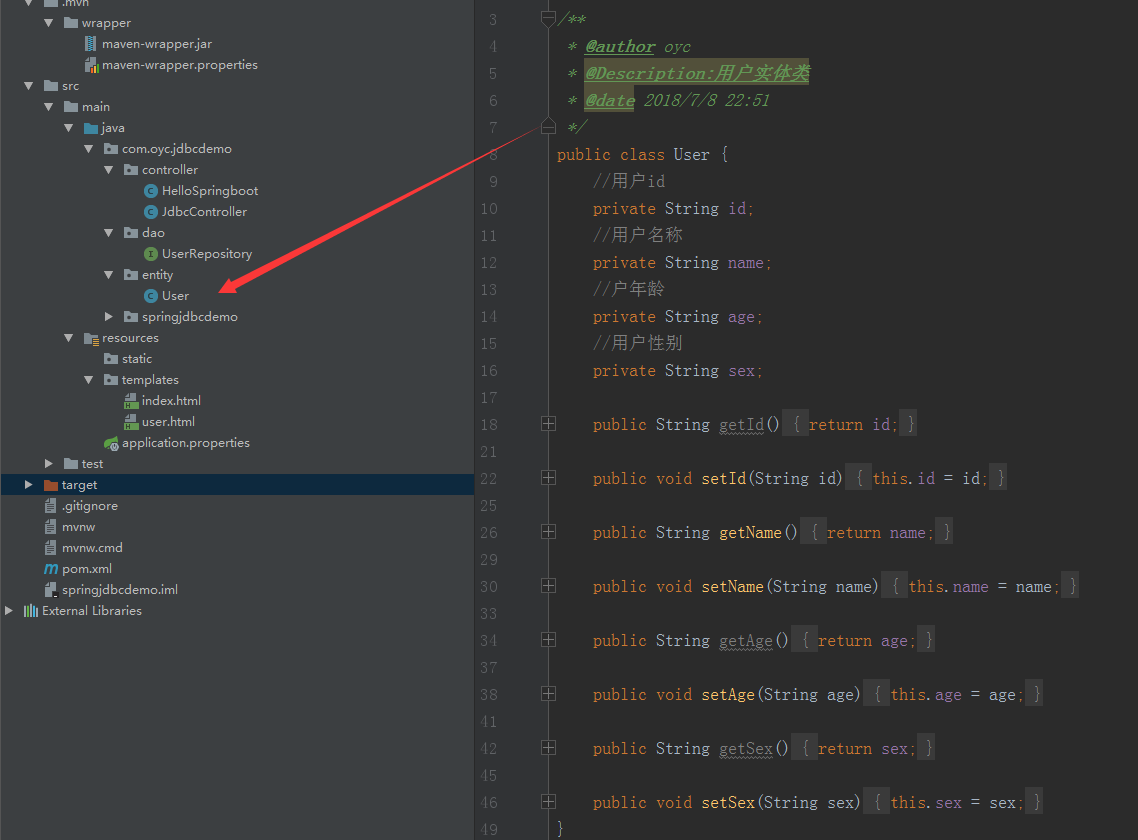 .mvn
wrapper
maven-wrapper.jar
maven-wrapper.properties
src
main
java
com.oyc.jdbcdemo
controller
HelloSpringboot
JdbcController
dao
UserRepository
entity
User
springjdbcdemo
resources
static
templates
index.html
user.html
application.properties
test
target
.gitignore
mvnw
mvnw.cmd
pom.xml
springjdbcdemo.iml
External Libraries
3 /**
4 * @author oyc
5 * @Description:用户实体类
6 * @date 2018/7/8 22:51
7 */
8 public class User {
9 //用户id
10 private String id;
11 //用户名称
12 private String name;
13 //户年龄
14 private String age;
15 //用户性别
16 private String sex;
17
18 public String getId() { return id; }
21
22 public void setId(String id) { this.id = id; }
25
26 public String getName() { return name; }
29
30 public void setName(String name) { this.name = name; }
33
34 public String getAge() { return age; }
37
38 public void setAge(String age) { this.age = age; }
41
42 public String getSex() { return sex; }
45
46 public void setSex(String sex) { this.sex = sex; }
49 }